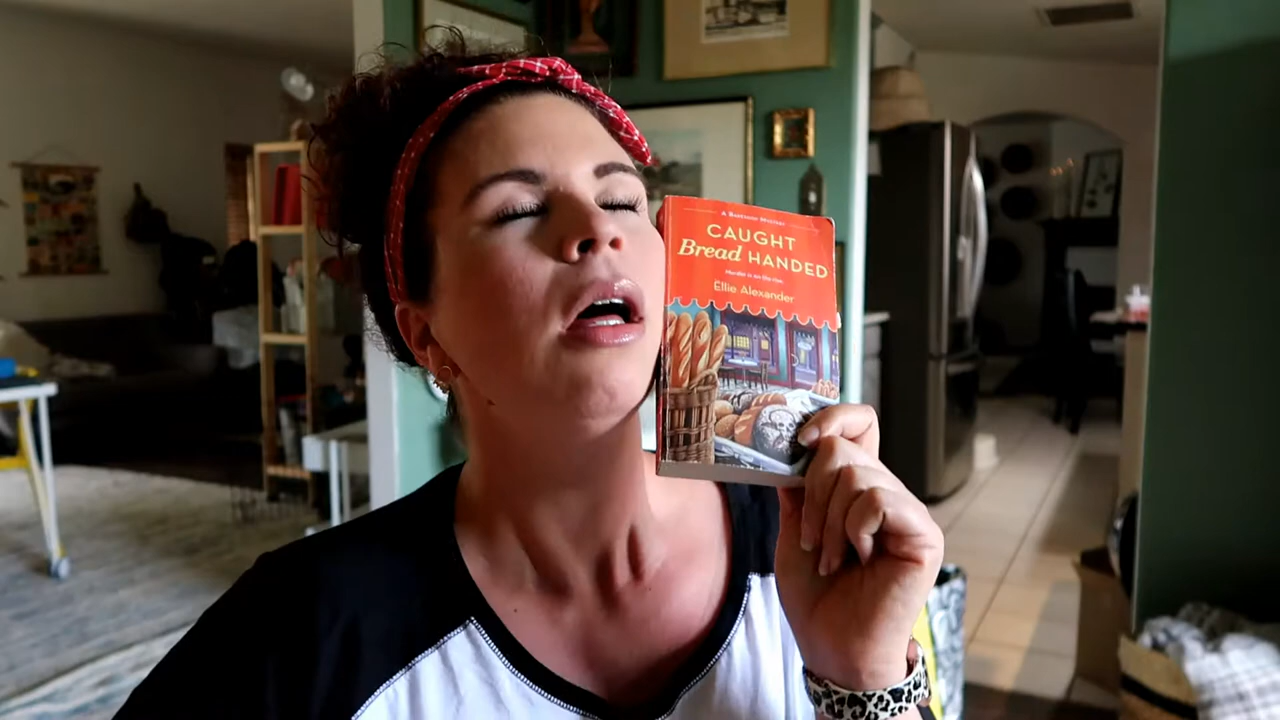 A BAKESHOP MYSTERY
CAUGHT
Bread HANDED
Murder is on the rise.
Ellie Alexander